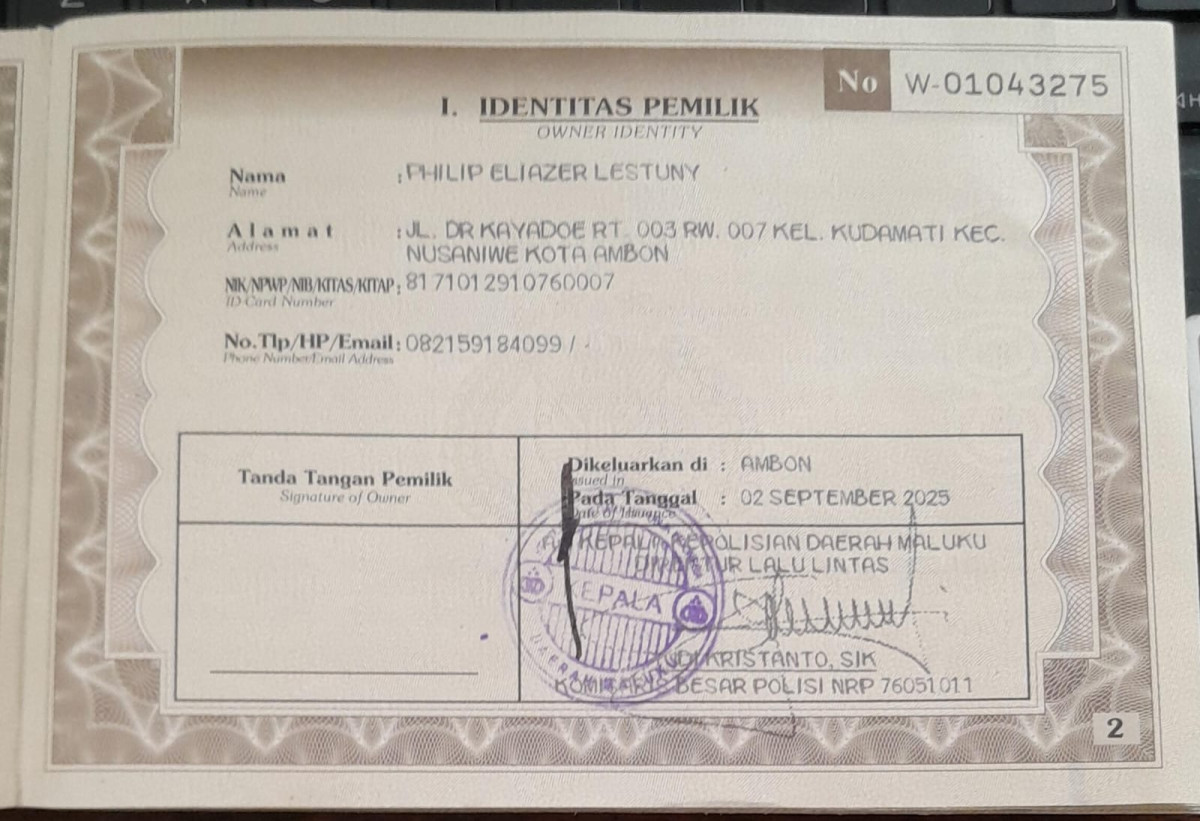 No W-01043275
I. IDENTITAS PEMILIK
OWNER IDENTITY
Nama : PHILIP ELIAZER LESTUNY
Name
Alamat : JL. DR KAYADOE RT. 003 RW. 007 KEL. KUDAMATI KEC.
Address
NUSANIWE KOTA AMBON
NIK/NPWP/NIB/KITAS/KITAP : 8171012910760007
ID Card Number
No.Tlp/HP/Email : 082159184099 / -
Phone Number/Email Address
Tanda Tangan Pemilik
Signature of Owner
Dikeluarkan di : AMBON
Issued in
Pada Tanggal : 02 SEPTEMBER 2025
Date of Issuance
KEPALA KEPOLISIAN DAERAH MALUKU
DIREKTUR LALU LINTAS
KEPALA
DAERAH
KRISTANTO, SIK
KOMISARIS BESAR POLISI NRP 76051011
2